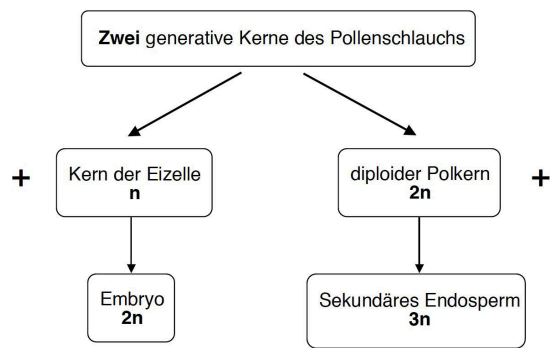 Zwei generative Kerne des Pollenschlauchs
+
Kern der Eizelle
n
diploider Polkern
2n
+
Embryo
2n
Sekundäres Endosperm
3n